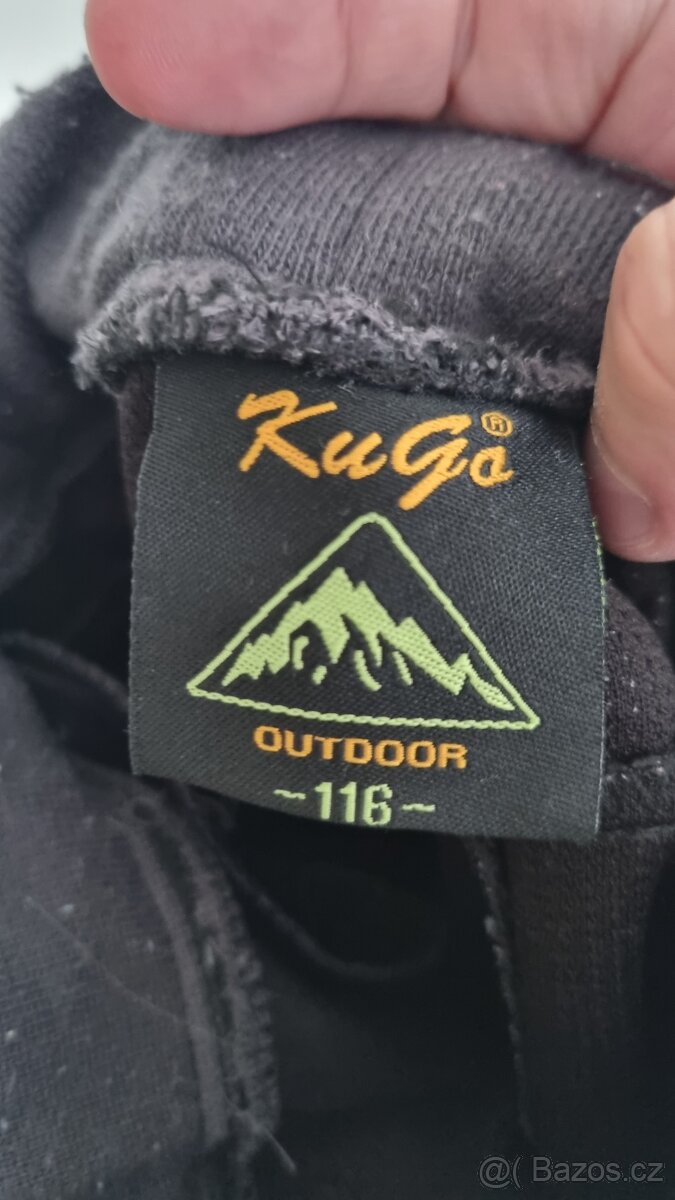 KuGo®
OUTDOOR
~116~
@( Bazos.cz